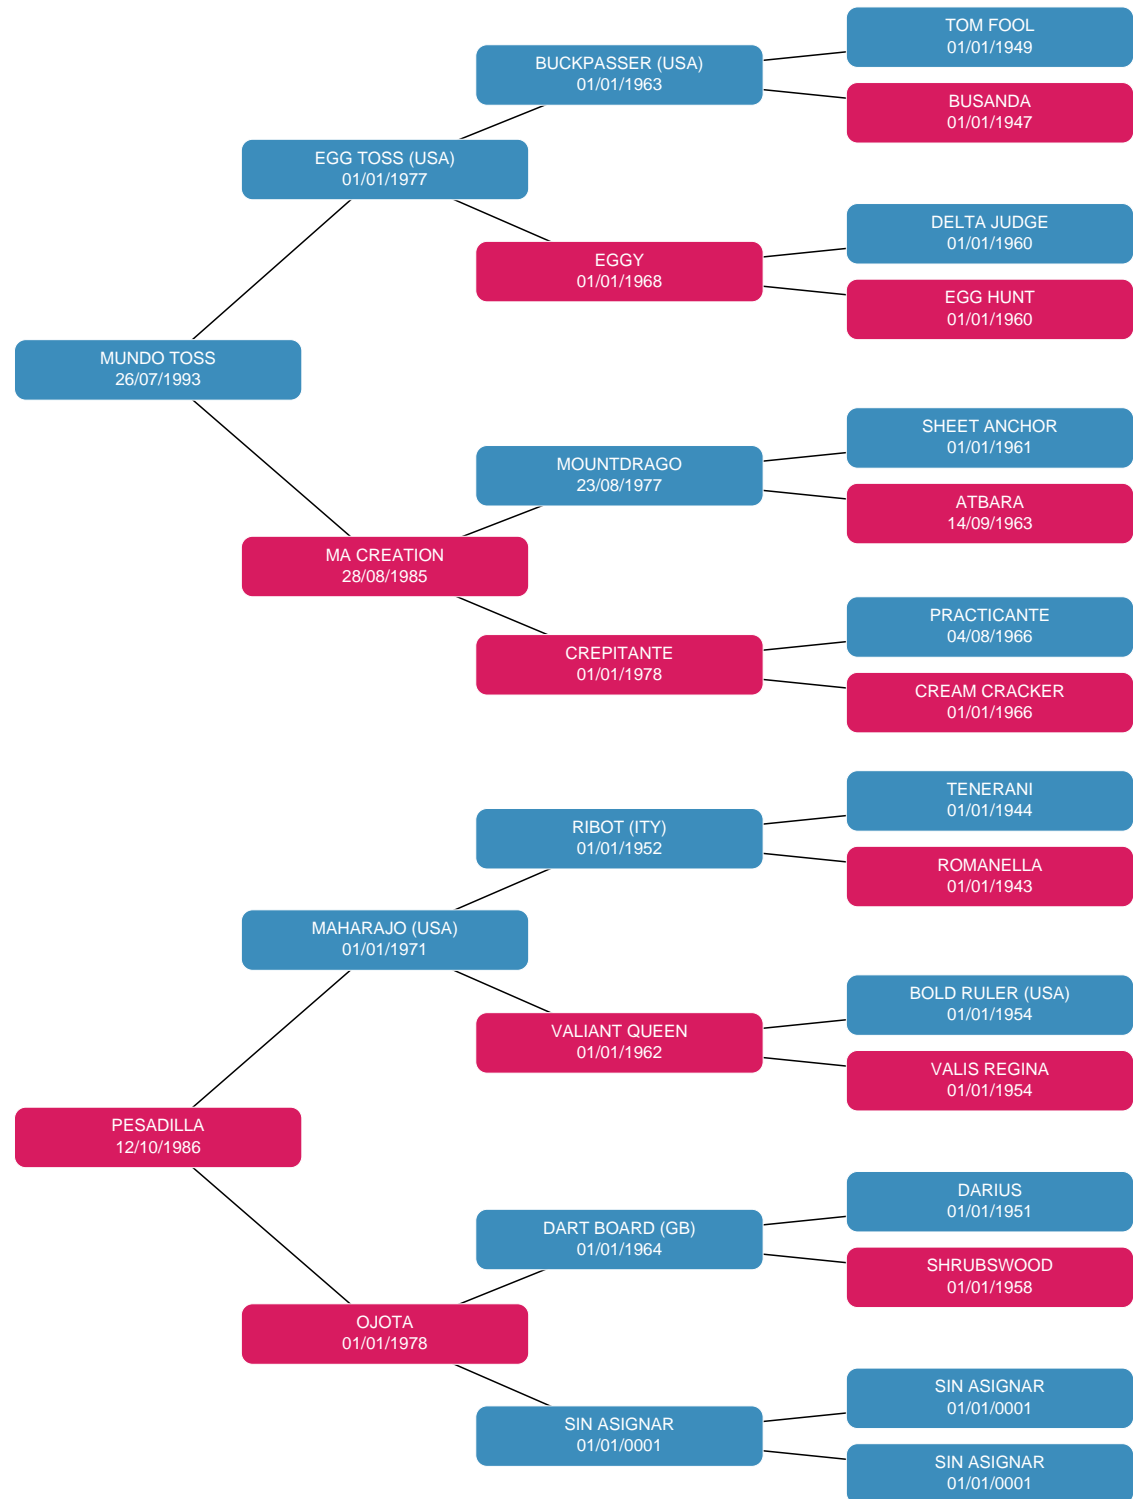 TOM FOOL
01/01/1949
BUCKPASSER (USA)
01/01/1963
BUSANDA
01/01/1947
EGG TOSS (USA)
01/01/1977
DELTA JUDGE
01/01/1960
EGGY
01/01/1968
EGG HUNT
01/01/1960
MUNDO TOSS
26/07/1993
SHEET ANCHOR
01/01/1961
MOUNTDRAGO
23/08/1977
ATBARA
14/09/1963
MA CREATION
28/08/1985
PRACTICANTE
04/08/1966
CREPITANTE
01/01/1978
CREAM CRACKER
01/01/1966
TENERANI
01/01/1944
RIBOT (ITY)
01/01/1952
ROMANELLA
01/01/1943
MAHARAJO (USA)
01/01/1971
BOLD RULER (USA)
01/01/1954
VALIANT QUEEN
01/01/1962
VALIS REGINA
01/01/1954
PESADILLA
12/10/1986
DARIUS
01/01/1951
DART BOARD (GB)
01/01/1964
SHRUBSWOOD
01/01/1958
OJOTA
01/01/1978
SIN ASIGNAR
01/01/0001
SIN ASIGNAR
01/01/0001
SIN ASIGNAR
01/01/0001